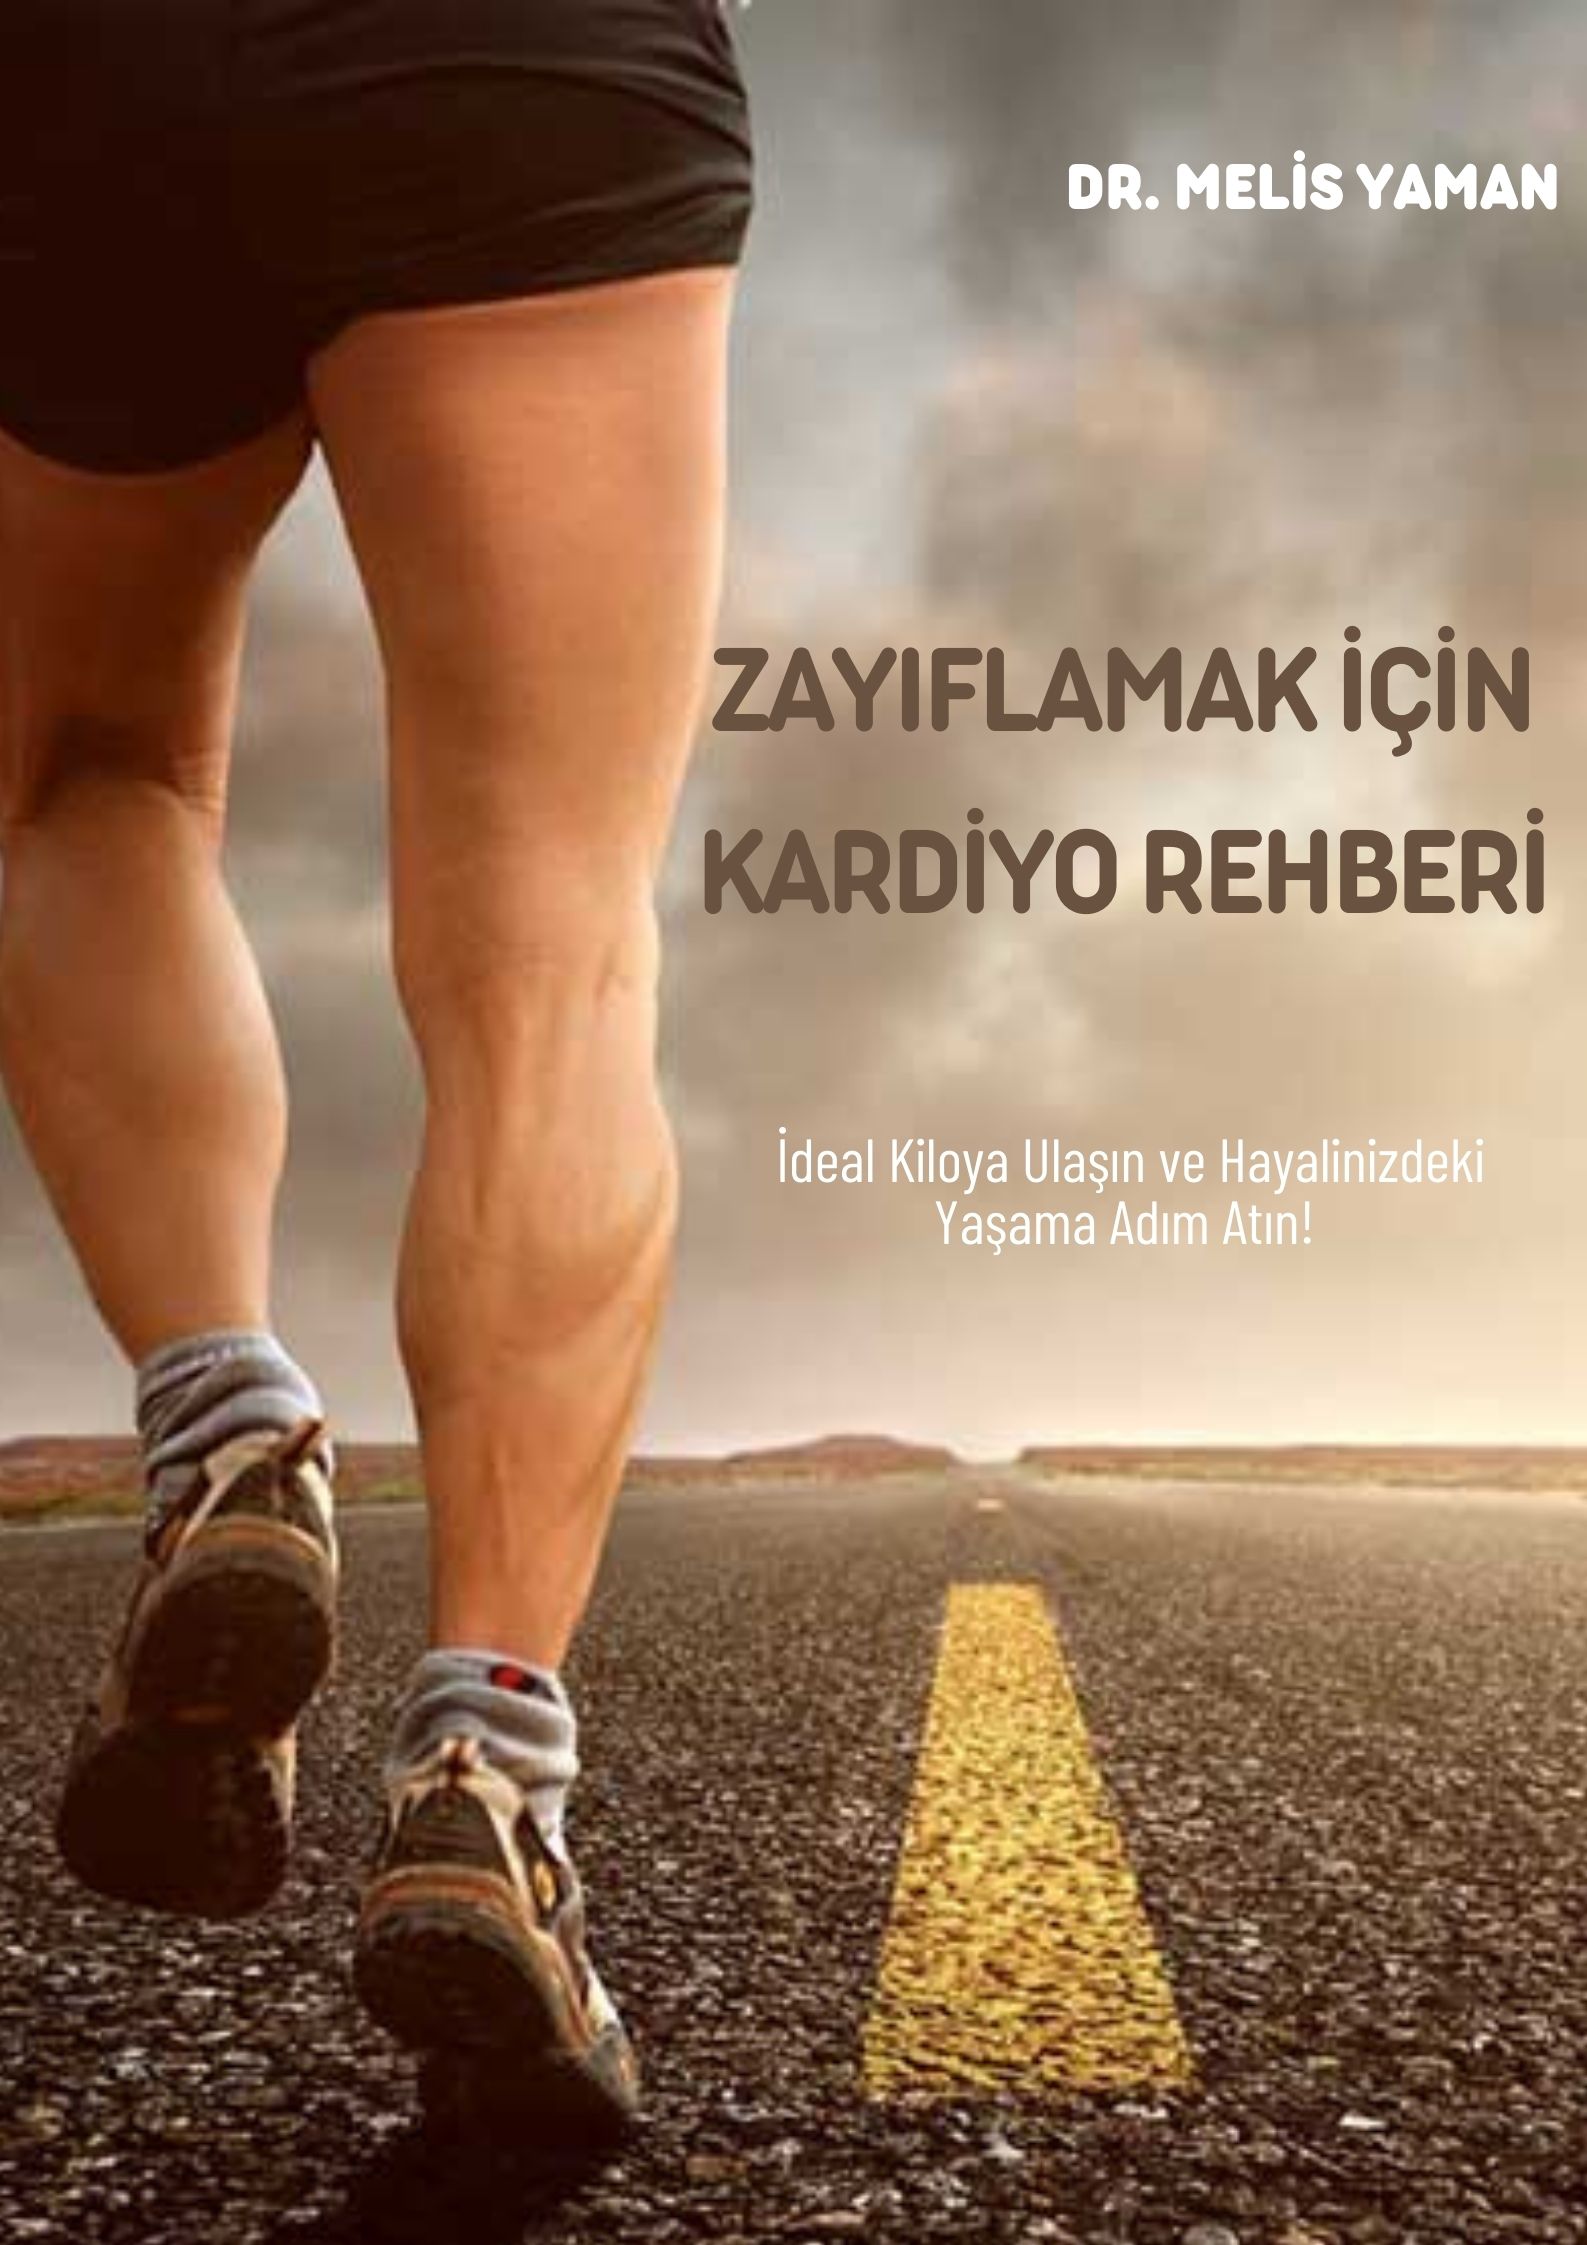 DR. MELİS YAMAN
ZAYIFLAMAK İÇİN
KARDİYO REHBERİ
İdeal Kiloya Ulaşın ve Hayalinizdeki
Yaşama Adım Atın!